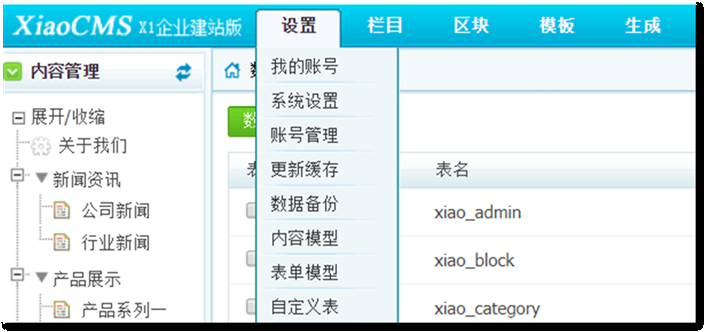 XiaoCMS X1企业建站版
设置
栏目
区块
模板
生成
内容管理
展开/收缩
关于我们
新闻资讯
公司新闻
行业新闻
产品展示
产品系列一
我的账号
系统设置
账号管理
更新缓存
数据备份
内容模型
表单模型
自定义表
表名
xiao_admin
xiao_block
xiao_category